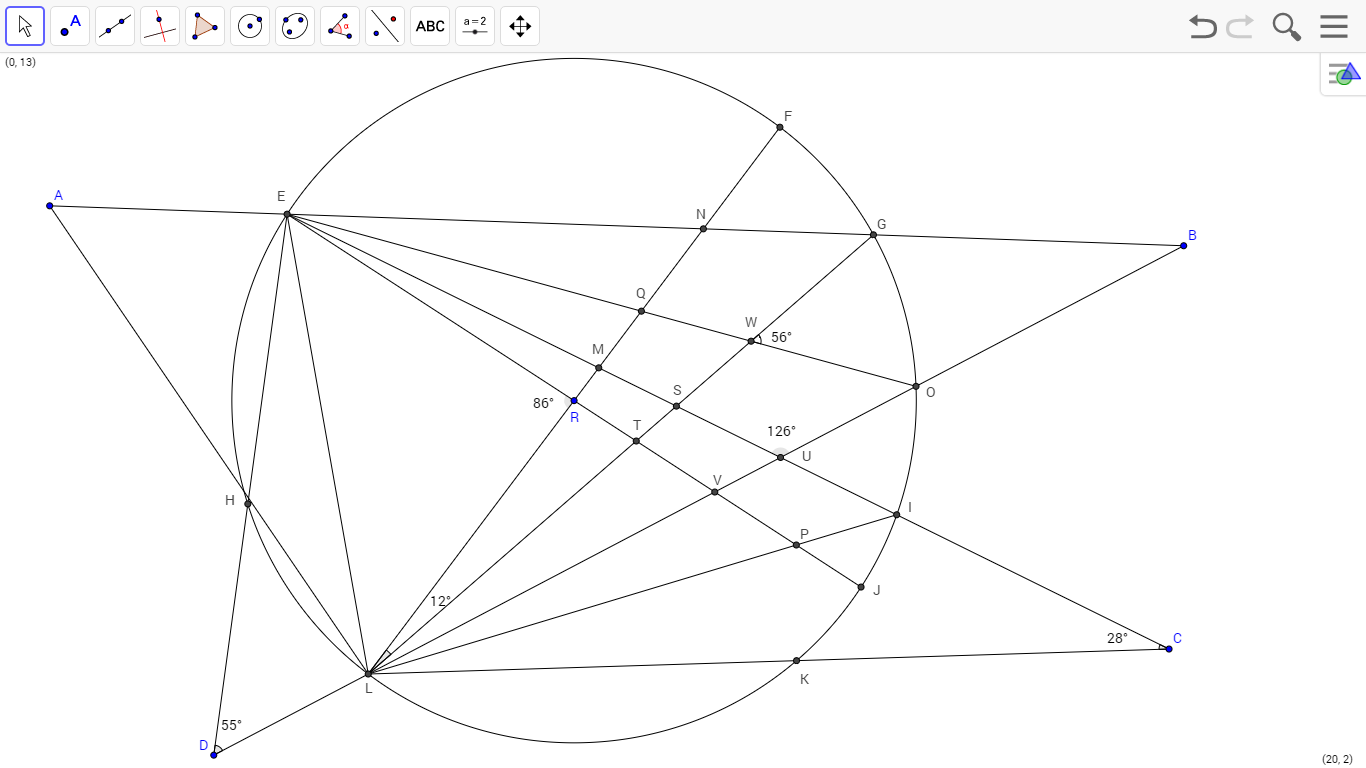 A
α
ABC
a=2
(0, 13)
F
A
E
N
G
B
Q
W
56°
M
S
O
86°
R
T
126°
U
V
H
I
P
J
12°
28°
C
L
K
55°
D
(20, 2)